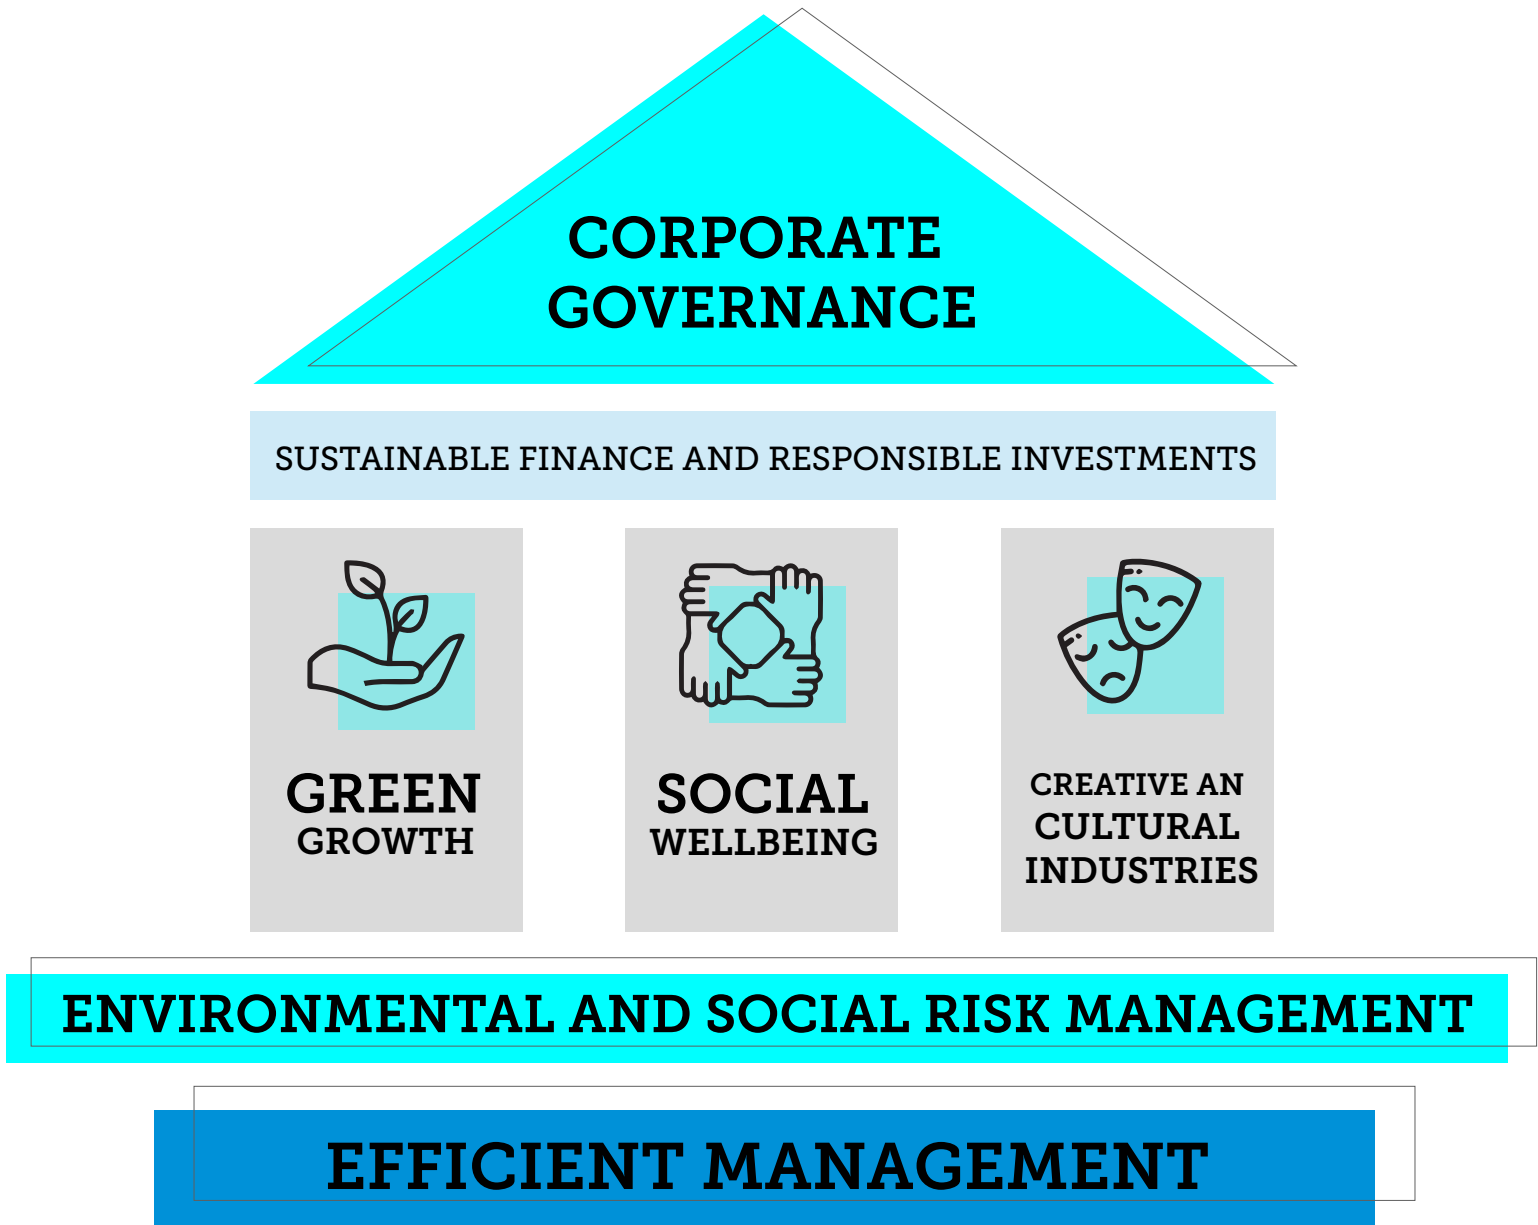 CORPORATE
GOVERNANCE
SUSTAINABLE FINANCE AND RESPONSIBLE INVESTMENTS
GREEN
GROWTH
SOCIAL
WELLBEING
CREATIVE AN
CULTURAL
INDUSTRIES
ENVIRONMENTAL AND SOCIAL RISK MANAGEMENT
EFFICIENT MANAGEMENT